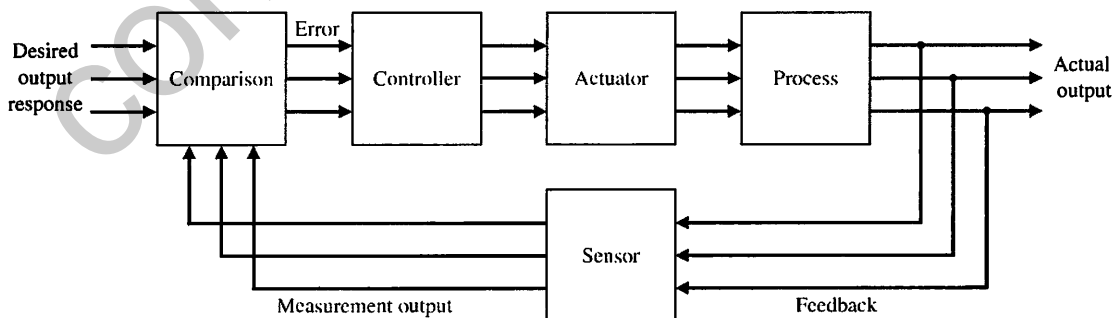 Desired
output
response
Comparison
Error
Controller
Actuator
Process
Actual
output
Sensor
Measurement output
Feedback